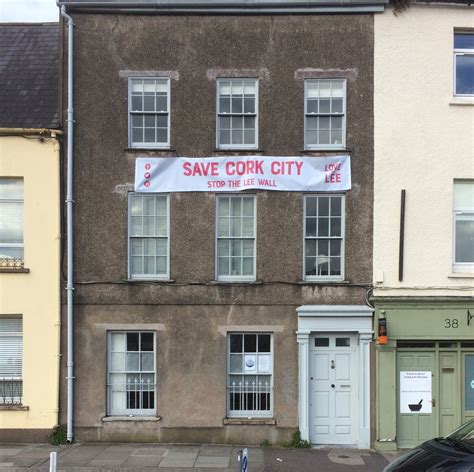 SAVE CORK CITY
STOP THE LEE WALL
LOVE
LEE
38